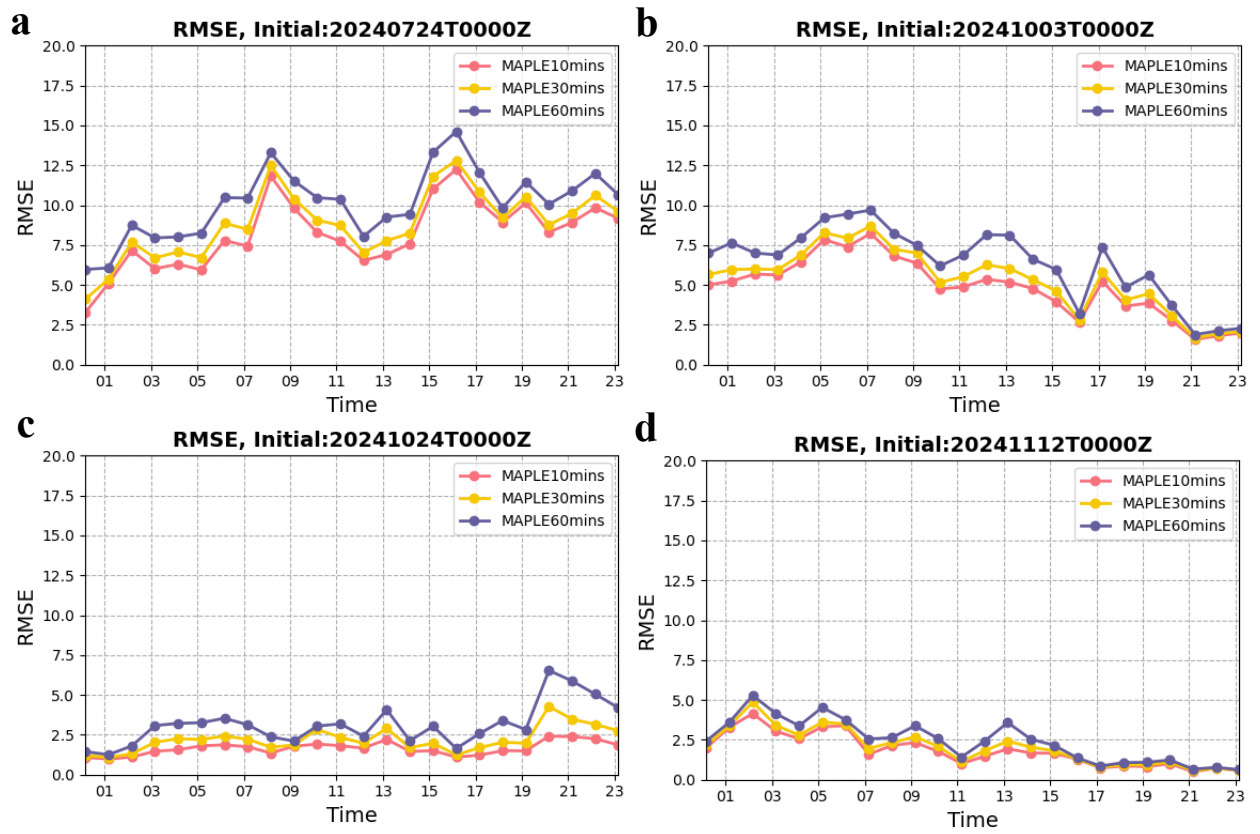 a
RMSE, Initial:20240724T0000Z
MAPLE10mins
MAPLE30mins
MAPLE60mins
20.0
17.5
15.0
12.5
10.0
7.5
5.0
2.5
0.0
RMSE
01 03 05 07 09 11 13 15 17 19 21 23
Time
b
RMSE, Initial:20241003T0000Z
MAPLE10mins
MAPLE30mins
MAPLE60mins
20.0
17.5
15.0
12.5
10.0
7.5
5.0
2.5
0.0
RMSE
01 03 05 07 09 11 13 15 17 19 21 23
Time
c
RMSE, Initial:20241024T0000Z
MAPLE10mins
MAPLE30mins
MAPLE60mins
20.0
17.5
15.0
12.5
10.0
7.5
5.0
2.5
0.0
RMSE
01 03 05 07 09 11 13 15 17 19 21 23
Time
d
RMSE, Initial:20241112T0000Z
MAPLE10mins
MAPLE30mins
MAPLE60mins
20.0
17.5
15.0
12.5
10.0
7.5
5.0
2.5
0.0
RMSE
01 03 05 07 09 11 13 15 17 19 21 23
Time